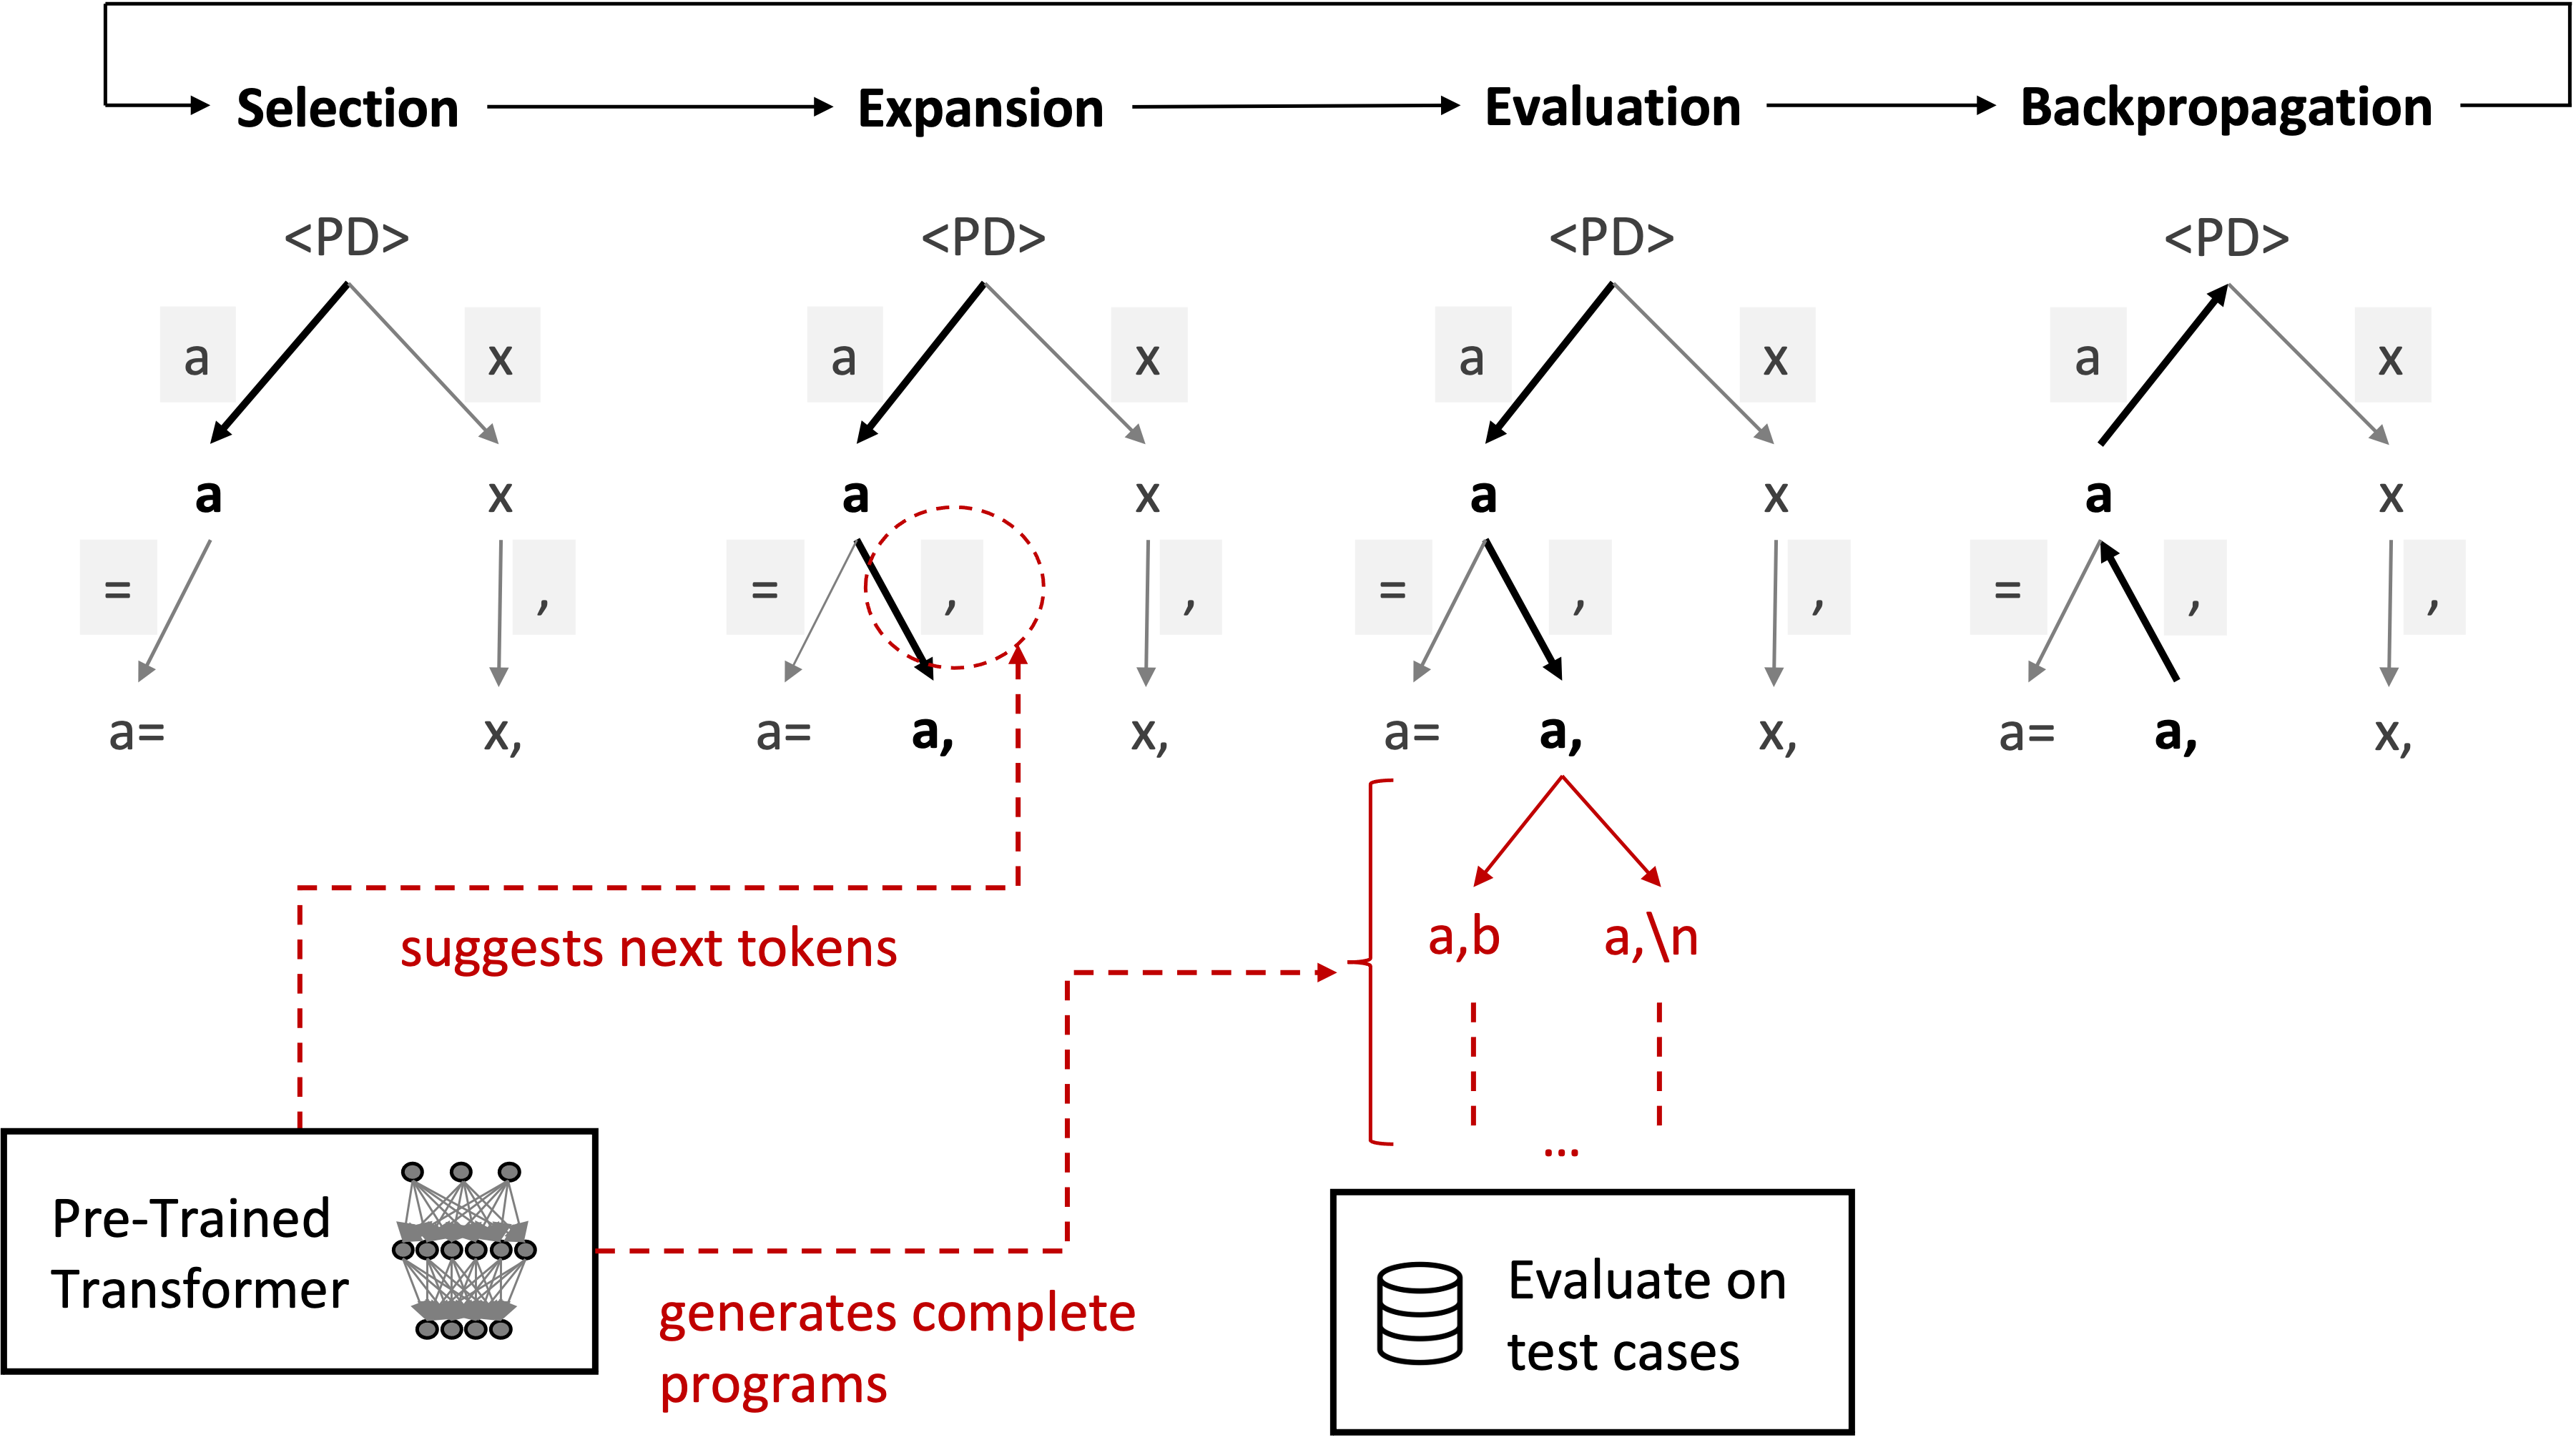 Selection Expansion Evaluation Backpropagation
<PD> <PD> <PD> <PD>
a x a x a x a x
a x a x a x a x
= , = , , = , , = , ,
a= x, a= a, x, a= a, x, a= a, x,
a,b a,\n
suggests next tokens
...
Pre-Trained
Transformer
generates complete
programs
Evaluate on
test cases